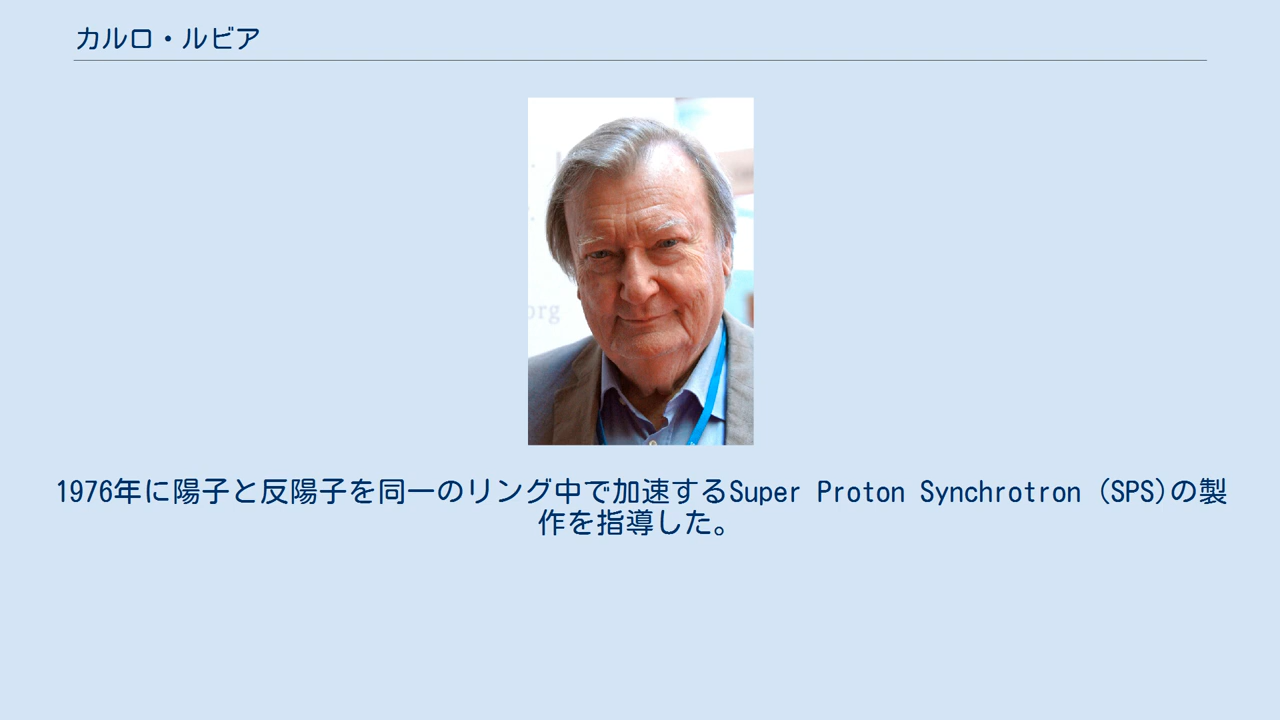 カルロ・ルビア
org
1976年に陽子と反陽子を同一のリング中で加速するSuper Proton Synchrotron (SPS)の製
作を指導した。